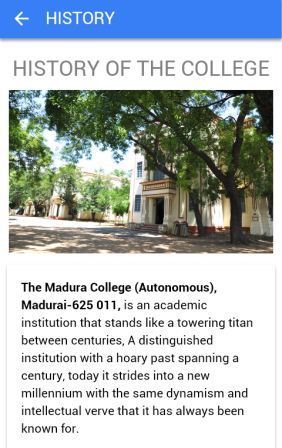 HISTORY
HISTORY OF THE COLLEGE
The Madura College (Autonomous),
Madurai-625 011, is an academic
institution that stands like a towering titan
between centuries, A distinguished
institution with a hoary past spanning a
century, today it strides into a new
millennium with the same dynamism and
intellectual verve that it has always been
known for.